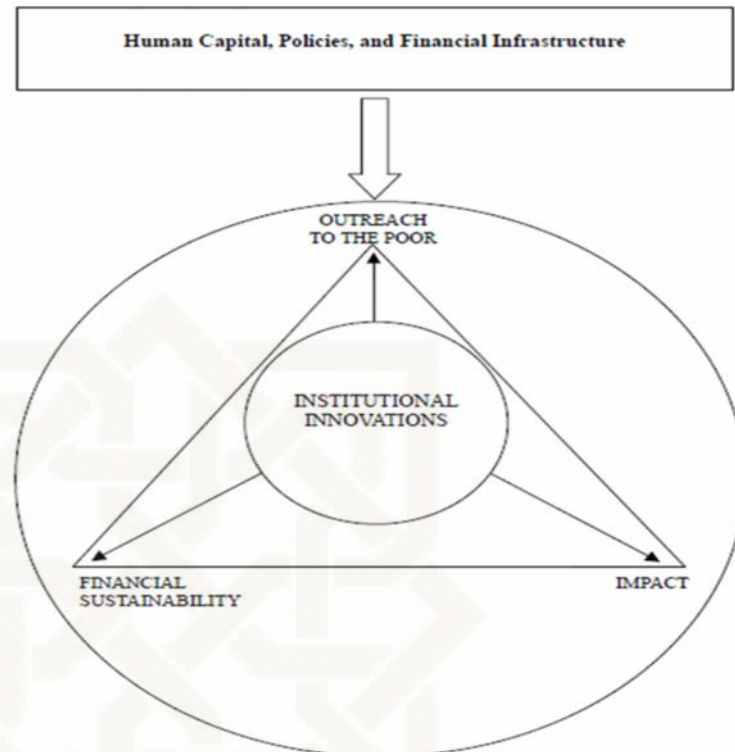 Human Capital, Policies, and Financial Infrastructure
OUTREACH
TO THE POOR
INSTITUTIONAL
INNOVATIONS
FINANCIAL
SUSTAINABILITY
IMPACT